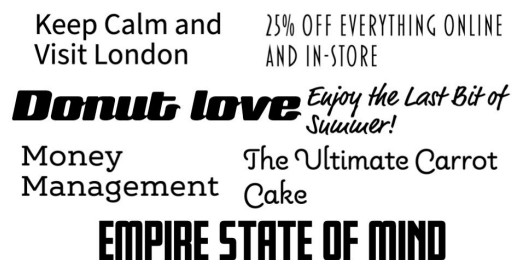 Keep Calm and
Visit London
25% OFF EVERYTHING ONLINE
AND IN-STORE
Donut love
Enjoy the Last Bit of
Summer!
Money
Management
The Ultimate Carrot
Cake
EMPIRE STATE OF MIND